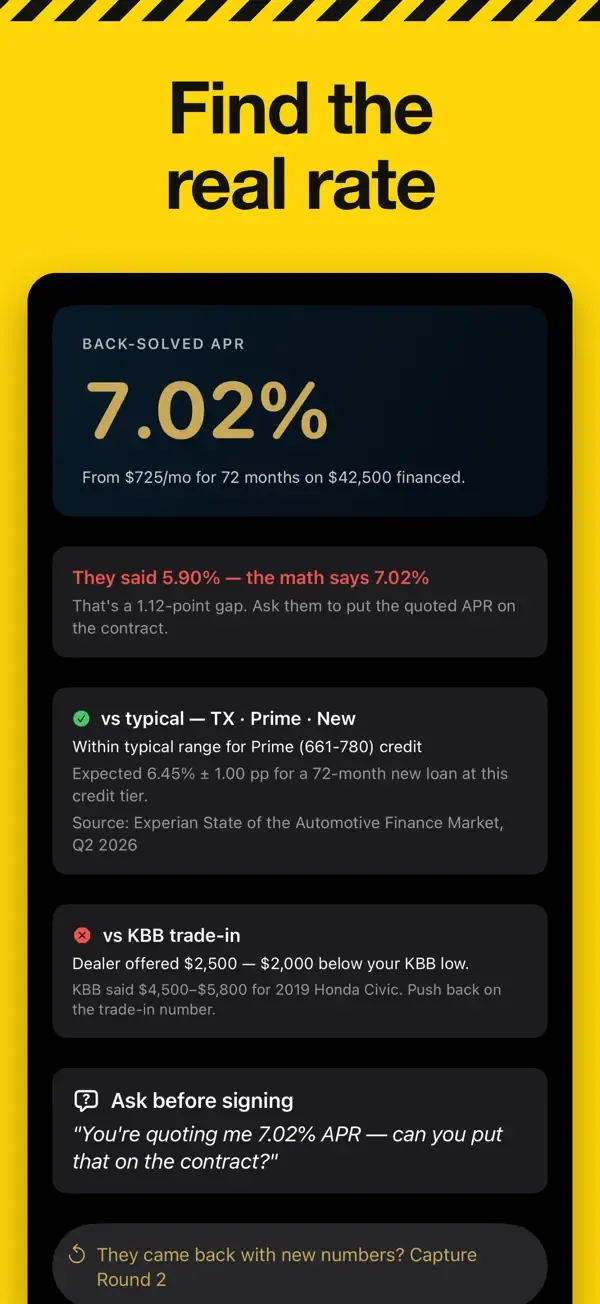 Find the
real rate
BACK-SOLVED APR
7.02%
From $725/mo for 72 months on $42,500 financed.
They said 5.90% — the math says 7.02%
That's a 1.12-point gap. Ask them to put the quoted APR on
the contract.
vs typical — TX · Prime · New
Within typical range for Prime (661-780) credit
Expected 6.45% ± 1.00 pp for a 72-month new loan at this
credit tier.
Source: Experian State of the Automotive Finance Market,
Q2 2026
vs KBB trade-in
Dealer offered $2,500 — $2,000 below your KBB low.
KBB said $4,500–$5,800 for 2019 Honda Civic. Push back on
the trade-in number.
Ask before signing
"You're quoting me 7.02% APR — can you put
that on the contract?"
They came back with new numbers? Capture
Round 2